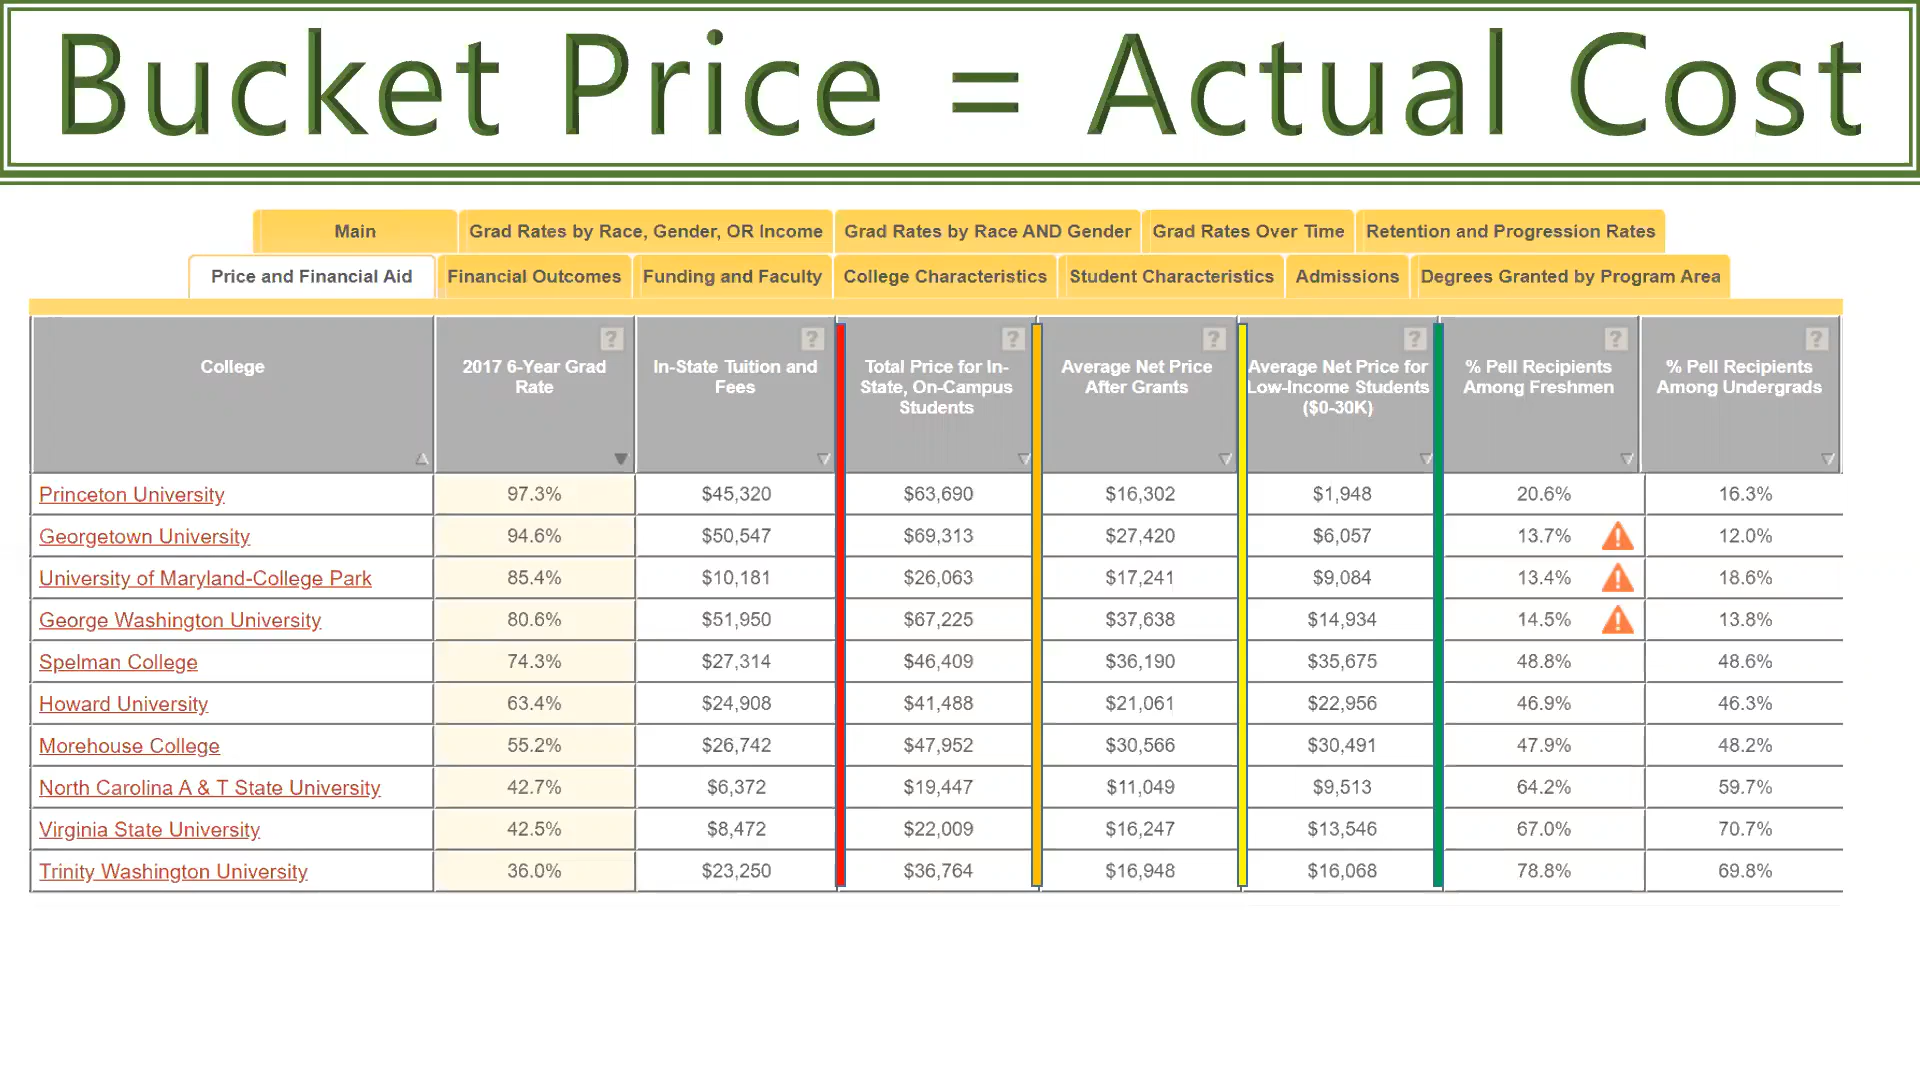 Bucket Price = Actual Cost
Main Grad Rates by Race, Gender, OR Income Grad Rates by Race AND Gender Grad Rates Over Time Retention and Progression Rates
Price and Financial Aid Financial Outcomes Funding and Faculty College Characteristics Student Characteristics Admissions Degrees Granted by Program Area
? ? ? ? ? ? ?
College 2017 6-Year Grad In-State Tuition and Total Price for In- Average Net Price Average Net Price for % Pell Recipients % Pell Recipients
Rate Fees State, On-Campus After Grants Low-Income Students Among Freshmen Among Undergrads
Students ($0-30K)
Princeton University 97.3% $45,320 $63,690 $16,302 $1,948 20.6% 16.3%
Georgetown University 94.6% $50,547 $69,313 $27,420 $6,057 13.7% ! 12.0%
University of Maryland-College Park 85.4% $10,181 $26,063 $17,241 $9,084 13.4% ! 18.6%
George Washington University 80.6% $51,950 $67,225 $37,638 $14,934 14.5% ! 13.8%
Spelman College 74.3% $27,314 $46,409 $36,190 $35,675 48.8% 48.6%
Howard University 63.4% $24,908 $41,488 $21,061 $22,956 46.9% 46.3%
Morehouse College 55.2% $26,742 $47,952 $30,566 $30,491 47.9% 48.2%
North Carolina A & T State University 42.7% $6,372 $19,447 $11,049 $9,513 64.2% 59.7%
Virginia State University 42.5% $8,472 $22,009 $16,247 $13,546 67.0% 70.7%
Trinity Washington University 36.0% $23,250 $36,764 $16,948 $16,068 78.8% 69.8%